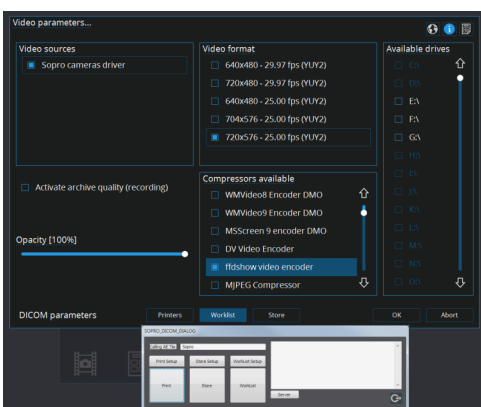 Video parameters...
Video sources
Sopro cameras driver
Video format
640x480 - 29.97 fps (YUY2)
720x480 - 29.97 fps (YUY2)
640x480 - 25.00 fps (YUY2)
704x576 - 25.00 fps (YUY2)
720x576 - 25.00 fps (YUY2)
Available drives
C:\
D:\
E:\
F:\
G:\
H:\
I:\
J:\
K:\
L:\
M:\
N:\
O:\
Activate archive quality (recording)
Opacity [100%]
Compressors available
WMVideo8 Encoder DMO
WMVideo9 Encoder DMO
MSScreen 9 encoder DMO
DV Video Encoder
ffdshow video encoder
MJPEG Compressor
DICOM parameters
Printers
Worklist
Store
OK
Abort
SOPRO_DICOM_DIALOG
Calling AE Title
Sopro
Print Setup
Store Setup
WorkList Setup
Print
Store
WorkList
Server